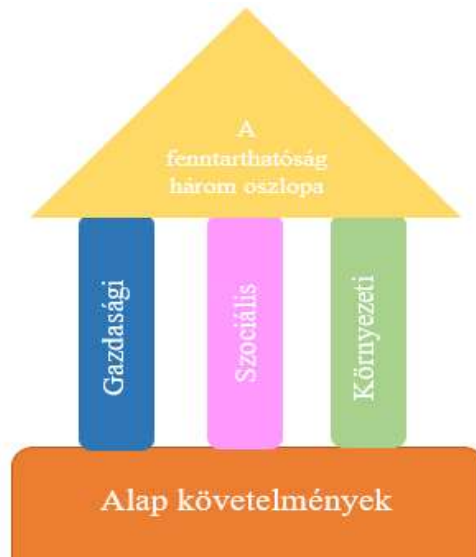 A
fenntarthatóság
három oszlopa
Gazdasági
Szociális
Környezeti
Alap követelmények